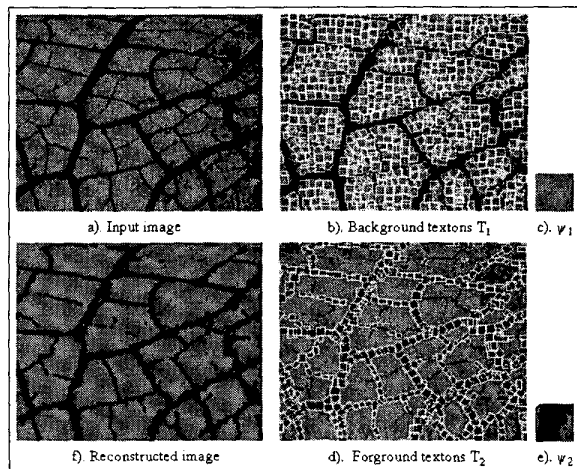 a). Input image
b). Background textons T1
c). ψ1
f). Reconstructed image
d). Forground textons T2
e). ψ2